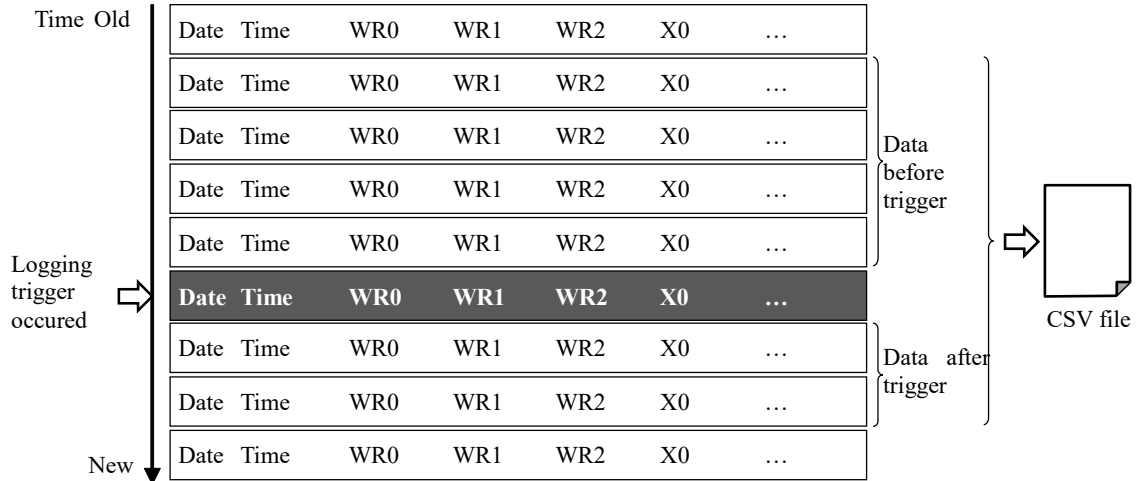 Time Old
Date Time WR0 WR1 WR2 X0 …
Date Time WR0 WR1 WR2 X0 …
Date Time WR0 WR1 WR2 X0 …
Date Time WR0 WR1 WR2 X0 …
Date Time WR0 WR1 WR2 X0 …
Data
before
trigger
Logging
trigger
occured
Date Time WR0 WR1 WR2 X0 …
CSV file
Date Time WR0 WR1 WR2 X0 …
Date Time WR0 WR1 WR2 X0 …
Data after
trigger
New
Date Time WR0 WR1 WR2 X0 …